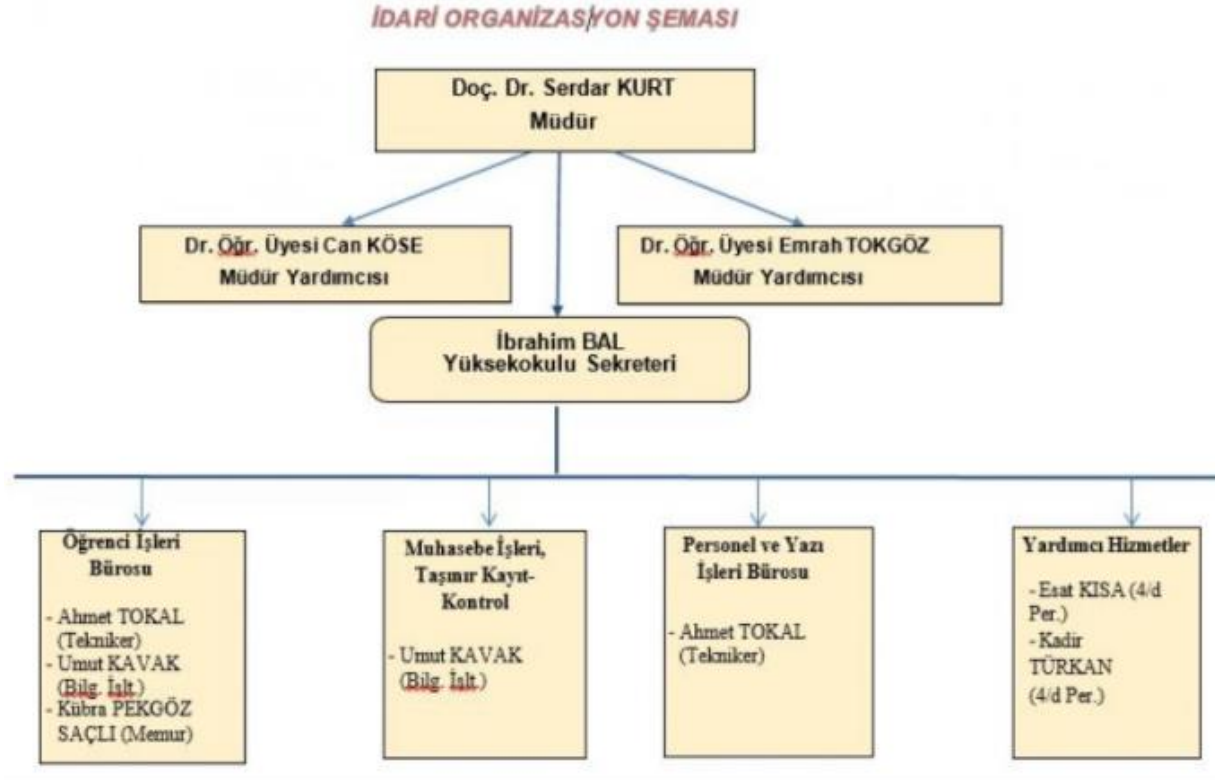 İDARİ ORGANİZASYON ŞEMASI
Doç. Dr. Serdar KURT
Müdür
Dr. Öğr. Üyesi Can KÖSE
Müdür Yardımcısı
Dr. Öğr. Üyesi Emrah TOKGÖZ
Müdür Yardımcısı
İbrahim BAL
Yüksekokulu Sekreteri
Öğrenci İşleri
Bürosu
- Ahmet TOKAL
(Tekniker)
- Umut KAVAK
(Bilg. İşlt.)
- Kübra PEKGÖZ
SAÇLI (Memur)
Muhasebe İşleri,
Taşınır Kayıt-
Kontrol
- Umut KAVAK
(Bilg. İşlt.)
Personel ve Yazı
İşleri Bürosu
- Ahmet TOKAL
(Tekniker)
Yardımcı Hizmetler
- Esat KISA (4/d
Per.)
- Kadir
TÜRKAN
(4/d Per.)